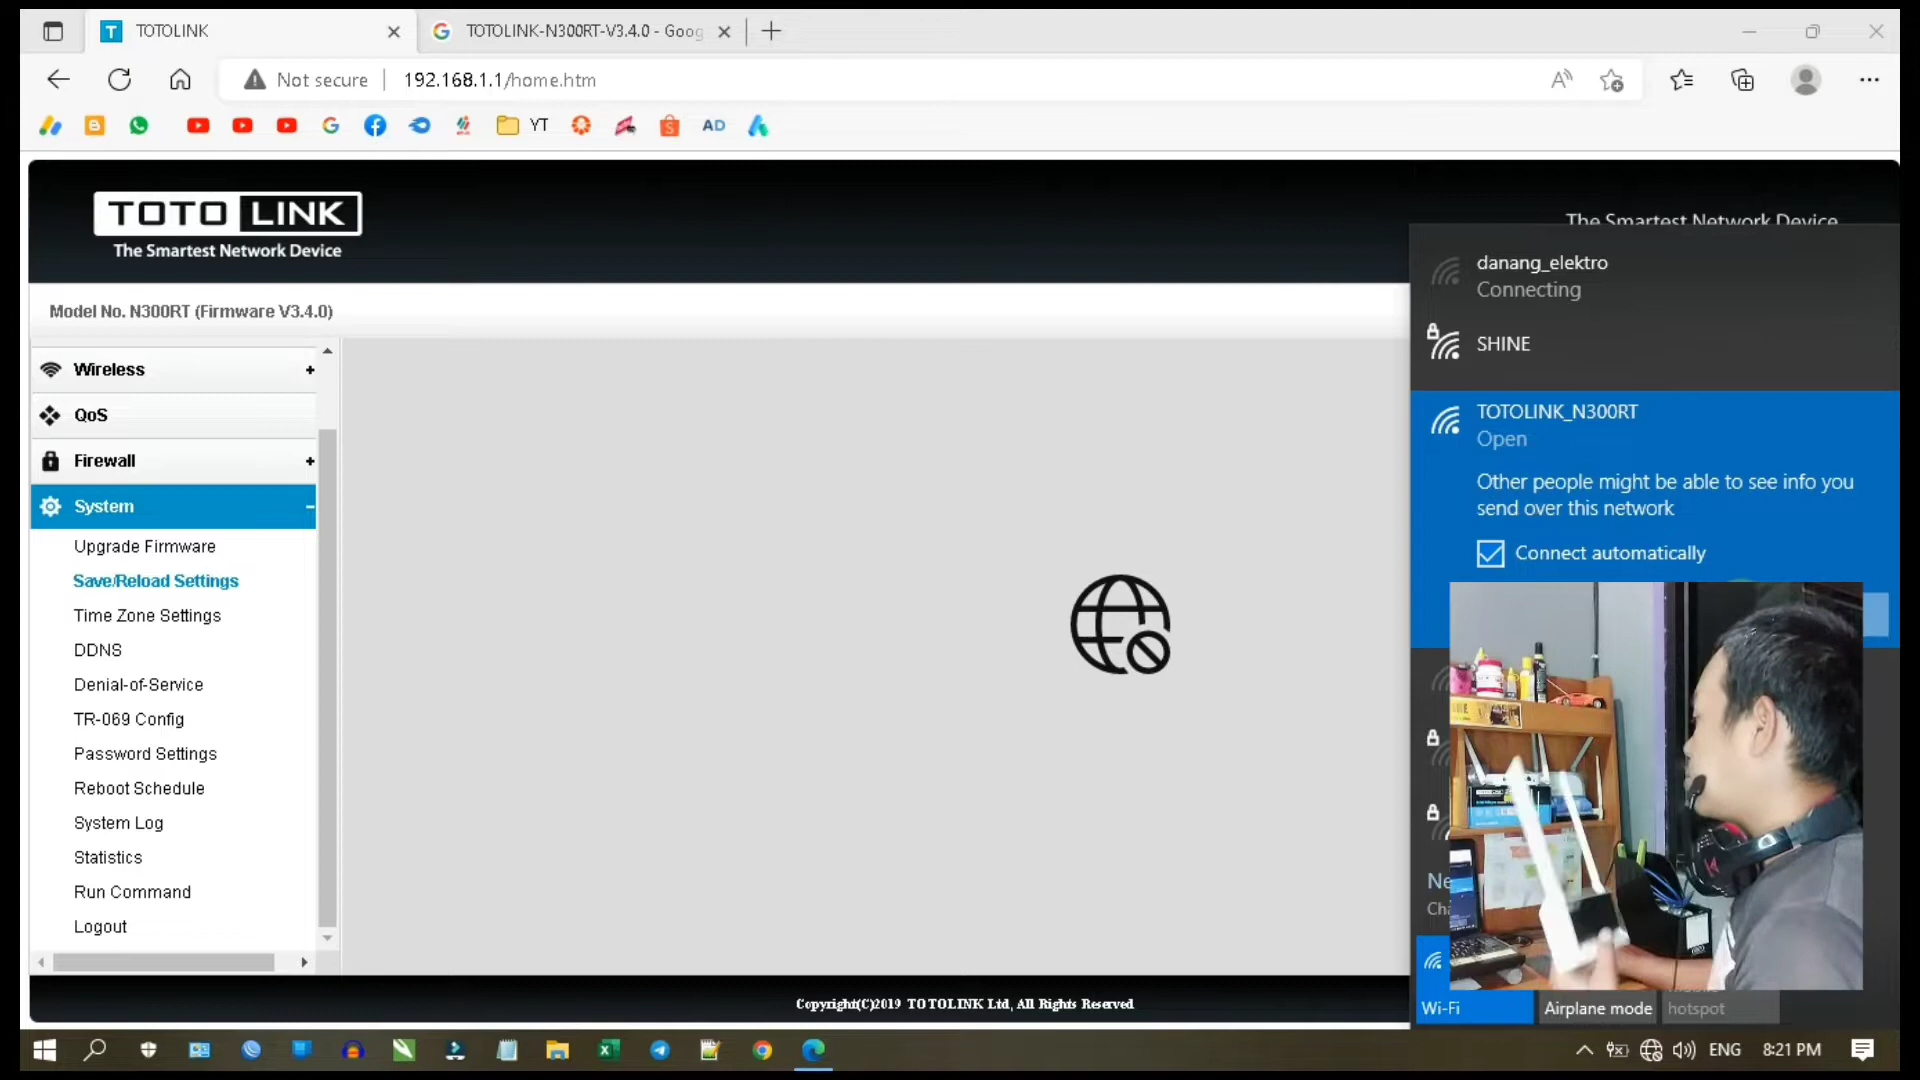 TOTOLINK
TOTOLINK-N300RT-V3.4.0 - Goog
Not secure
192.168.1.1/home.htm
YT
AD
TOTO LINK
The Smartest Network Device
The Smartest Network Device
Model No. N300RT (Firmware V3.4.0)
Wireless
QoS
Firewall
System
Upgrade Firmware
Save/Reload Settings
Time Zone Settings
DDNS
Denial-of-Service
TR-069 Config
Password Settings
Reboot Schedule
System Log
Statistics
Run Command
Logout
danang_elektro
Connecting
SHINE
TOTOLINK_N300RT
Open
Other people might be able to see info you
send over this network
Connect automatically
Ne
Cha
Wi-Fi
Airplane mode
hotspot
Copyright(C)2019 TOTOLINK Ltd, All Rights Reserved
ENG
8:21 PM